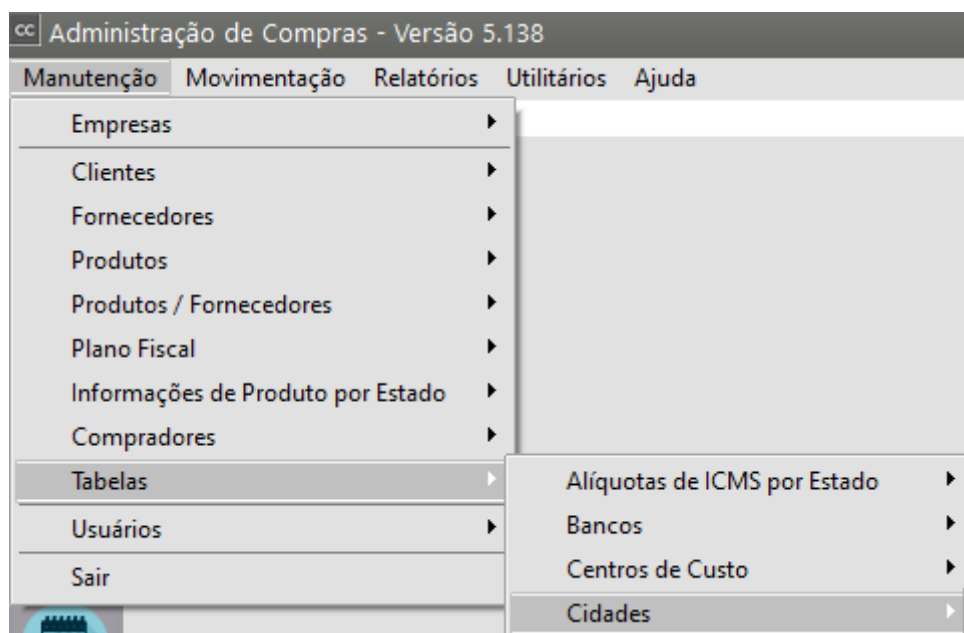 cc Administração de Compras - Versão 5.138
Manutenção Movimentação Relatórios Utilitários Ajuda
Empresas
Clientes
Fornecedores
Produtos
Produtos / Fornecedores
Plano Fiscal
Informações de Produto por Estado
Compradores
Tabelas
Alíquotas de ICMS por Estado
Bancos
Centros de Custo
Cidades
Usuários
Sair